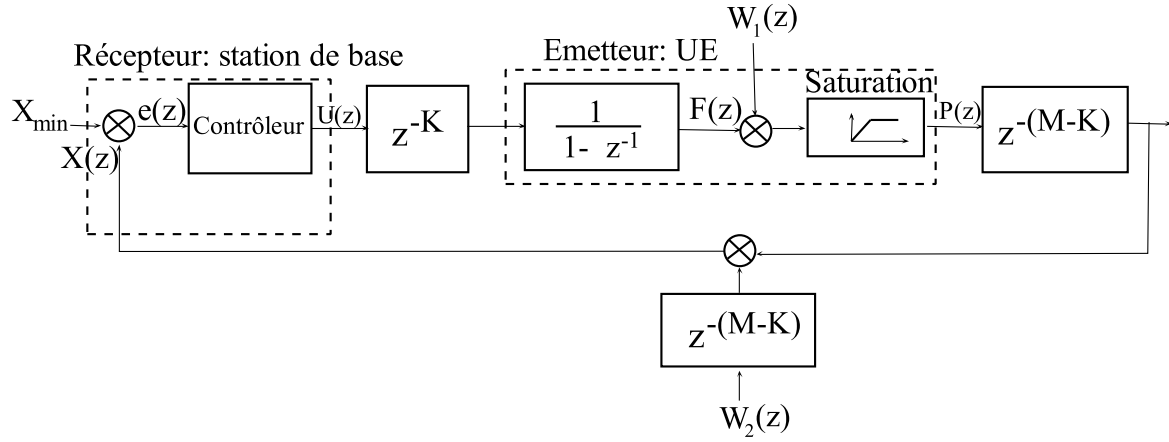 W₁(z)
Récepteur: station de base
Emetteur: UE
Saturation
Xmin
e(z)
Contrôleur
U(z)
z⁻ᴷ
1
1- z⁻¹
F(z)
P(z)
z-(M-K)
X(z)
z-(M-K)
W₂(z)